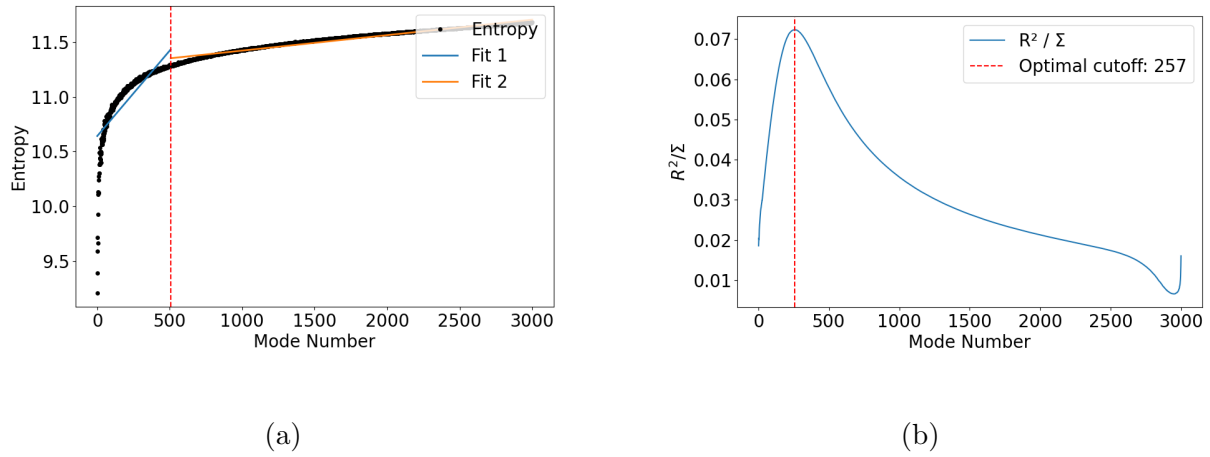 Entropy
11.5
11.0
10.5
10.0
9.5
0 500 1000 1500 2000 2500 3000
Mode Number
Entropy
Fit 1
Fit 2
(a)
R²/Σ
0.07
0.06
0.05
0.04
0.03
0.02
0.01
0 500 1000 1500 2000 2500 3000
Mode Number
R² / Σ
Optimal cutoff: 257
(b)